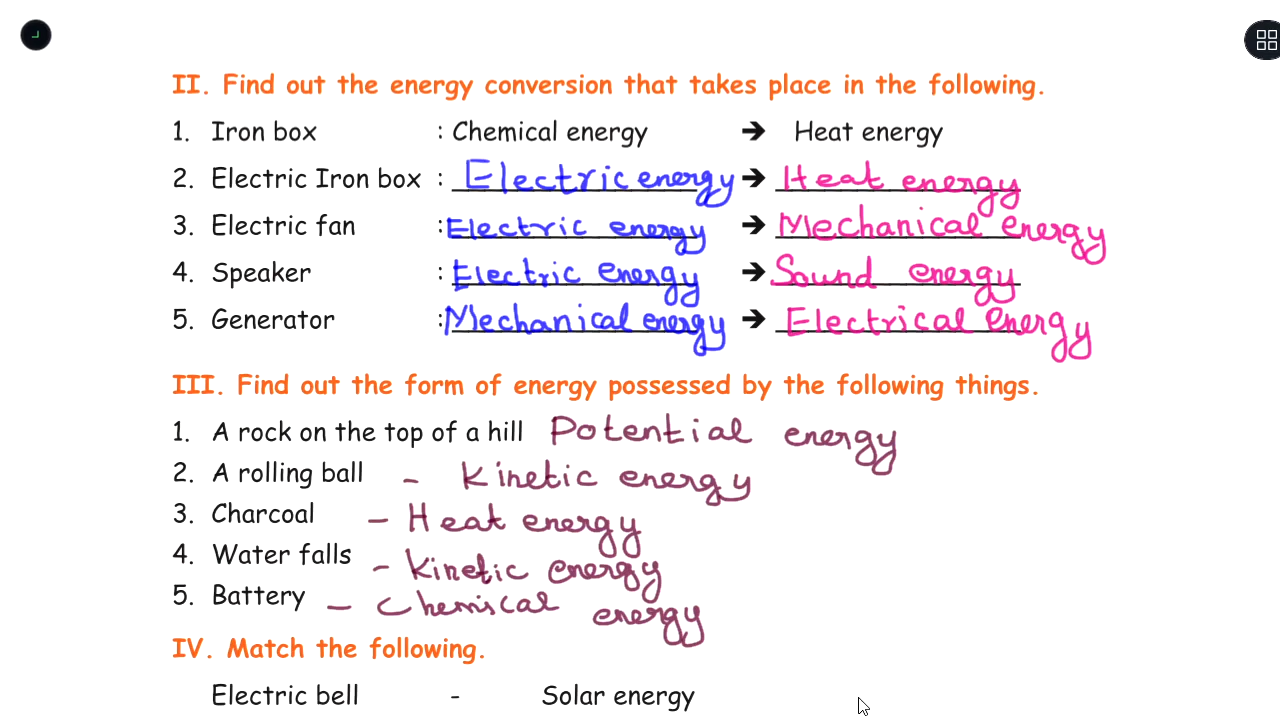 II. Find out the energy conversion that takes place in the following.
1. Iron box : Chemical energy ➔ Heat energy
2. Electric Iron box : Electric energy ➔ Heat energy
3. Electric fan : Electric energy ➔ Mechanical energy
4. Speaker : Electric energy ➔ Sound energy
5. Generator : Mechanical energy ➔ Electrical energy
III. Find out the form of energy possessed by the following things.
1. A rock on the top of a hill Potential energy
2. A rolling ball - Kinetic energy
3. Charcoal - Heat energy
4. Water falls - Kinetic energy
5. Battery - Chemical energy
IV. Match the following.
Electric bell - Solar energy